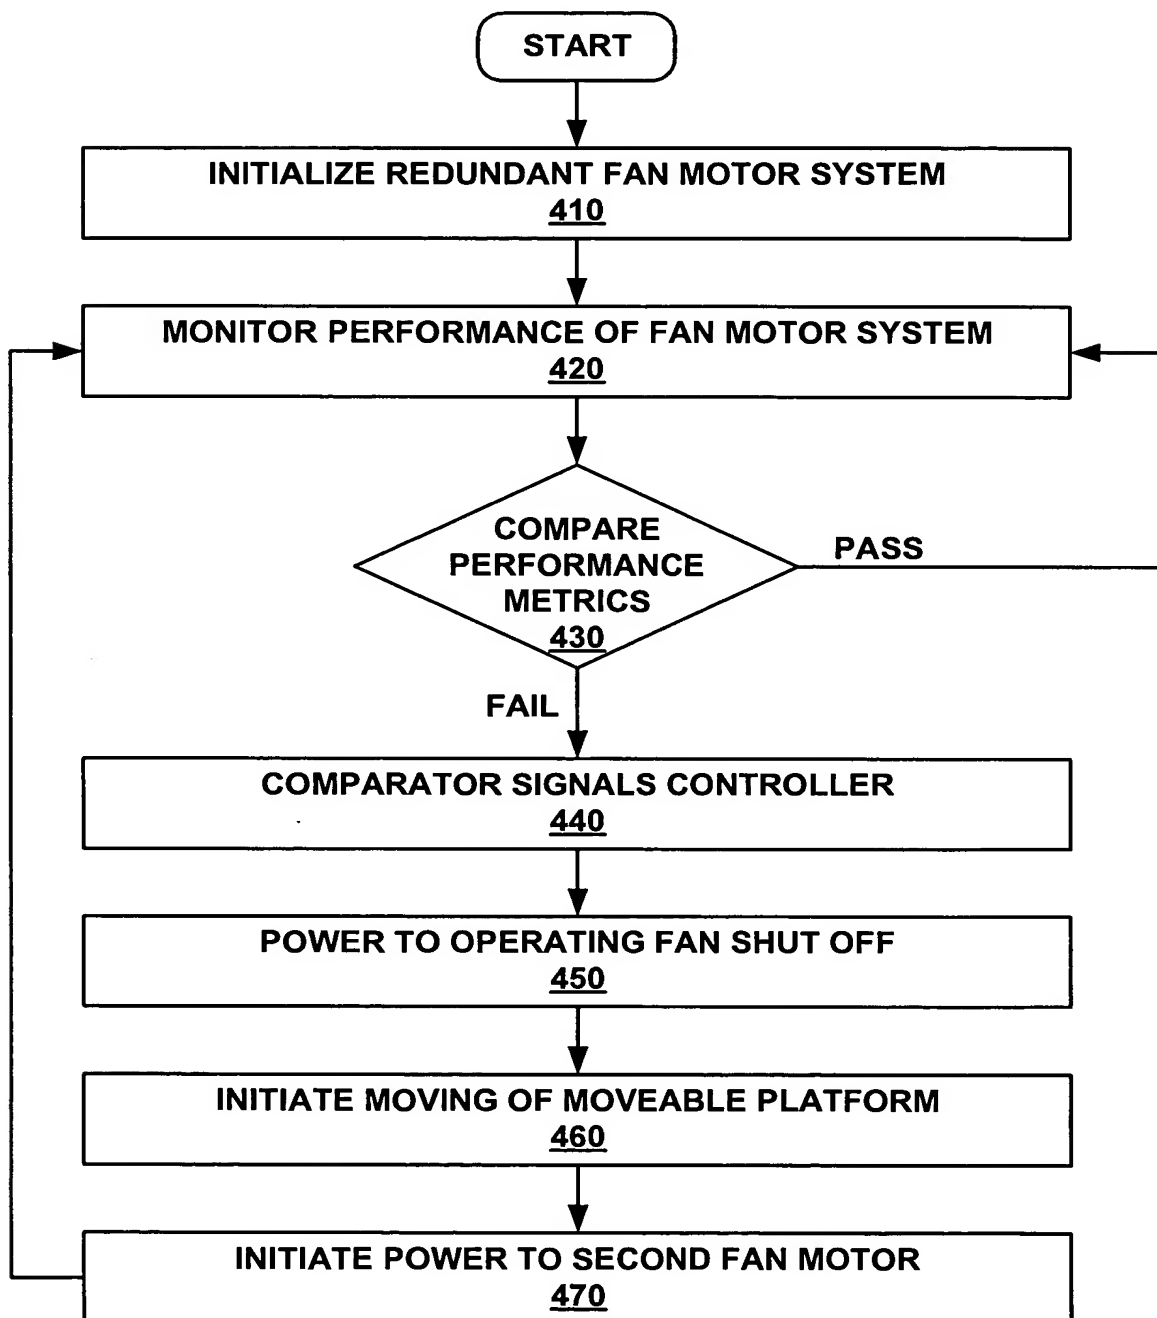 START
INITIALIZE REDUNDANT FAN MOTOR SYSTEM
410
MONITOR PERFORMANCE OF FAN MOTOR SYSTEM
420
COMPARE
PERFORMANCE
METRICS
430
PASS
FAIL
COMPARATOR SIGNALS CONTROLLER
440
POWER TO OPERATING FAN SHUT OFF
450
INITIATE MOVING OF MOVEABLE PLATFORM
460
INITIATE POWER TO SECOND FAN MOTOR
470